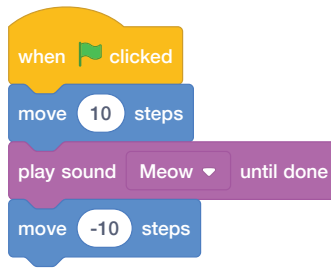 when clicked
move 10 steps
play sound Meow until done
move -10 steps